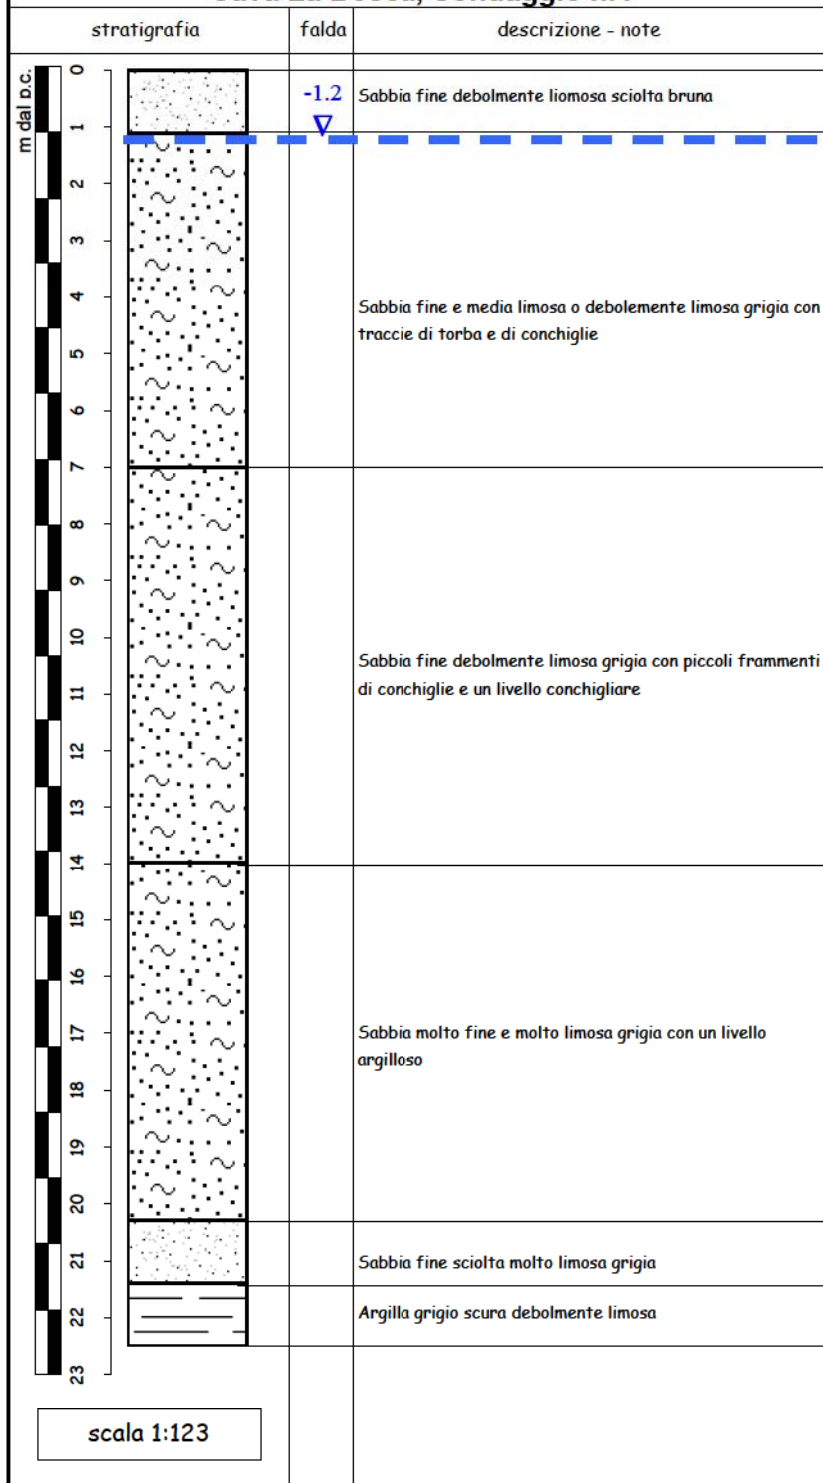 stratigrafia falda descrizione - note
m dal p.c.
0
-1.2 Sabbia fine debolmente liomosa sciolta bruna
1
2
3
4
Sabbia fine e media limosa o debolemente limosa grigia con
traccie di torba e di conchiglie
5
6
7
8
9
10
Sabbia fine debolmente limosa grigia con piccoli frammenti
di conchiglie e un livello conchigliare
11
12
13
14
15
16
17
Sabbia molto fine e molto limosa grigia con un livello
argilloso
18
19
20
21
Sabbia fine sciolta molto limosa grigia
22
Argilla grigio scura debolmente limosa
23
scala 1:123